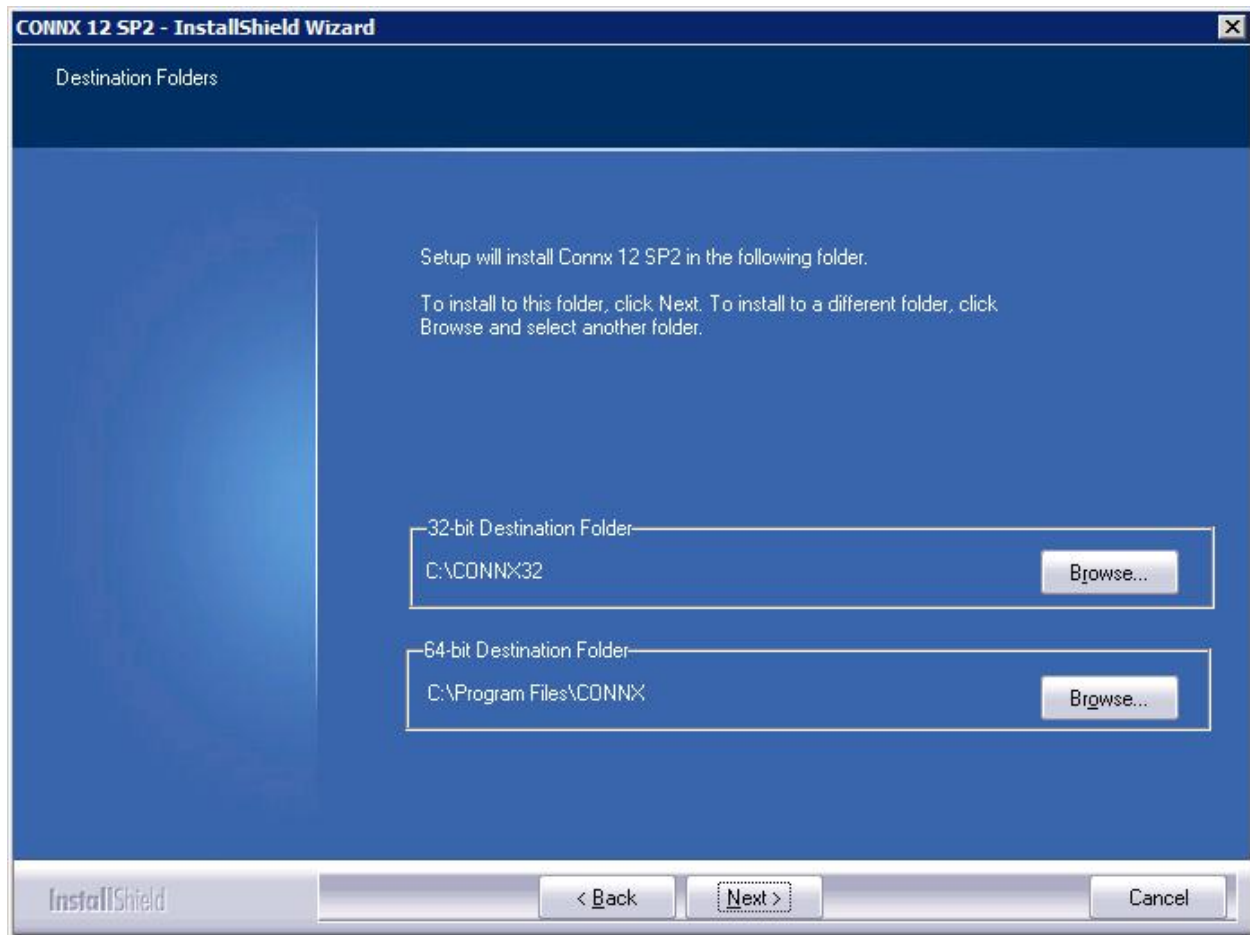 CONNX 12 SP2 - InstallShield Wizard
Destination Folders
Setup will install Connx 12 SP2 in the following folder.
To install to this folder, click Next. To install to a different folder, click
Browse and select another folder.
32-bit Destination Folder
C:\CONNX32
Browse...
64-bit Destination Folder
C:\Program Files\CONNX
Browse...
InstallShield
< Back
Next >
Cancel